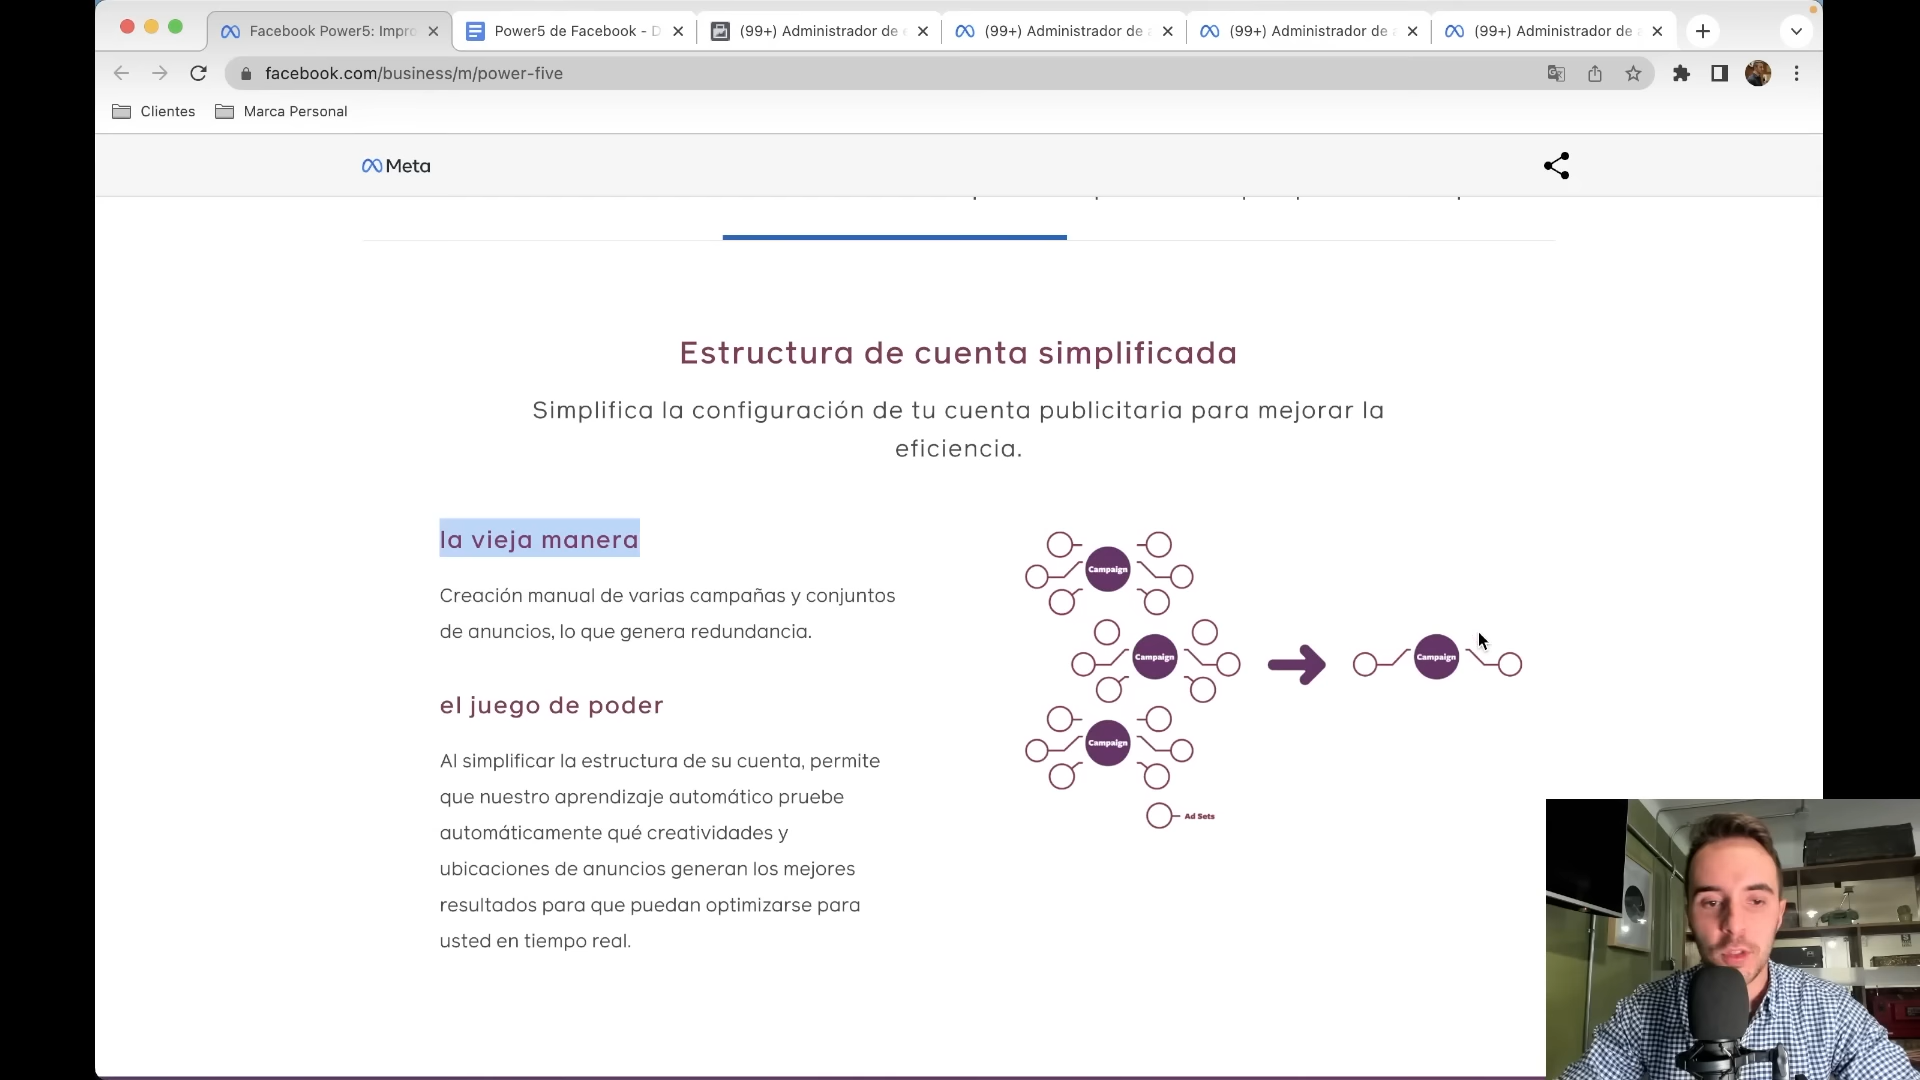 Facebook Power5: Impro
Power5 de Facebook - D
(99+) Administrador de
(99+) Administrador de
(99+) Administrador de
(99+) Administrador de
facebook.com/business/m/power-five
Clientes
Marca Personal
Meta
Estructura de cuenta simplificada
Simplifica la configuración de tu cuenta publicitaria para mejorar la
eficiencia.
la vieja manera
Creación manual de varias campañas y conjuntos
de anuncios, lo que genera redundancia.
el juego de poder
Al simplificar la estructura de su cuenta, permite
que nuestro aprendizaje automático pruebe
automáticamente qué creatividades y
ubicaciones de anuncios generan los mejores
resultados para que puedan optimizarse para
usted en tiempo real.
Campaign
Campaign
Campaign
Campaign
Ad Sets